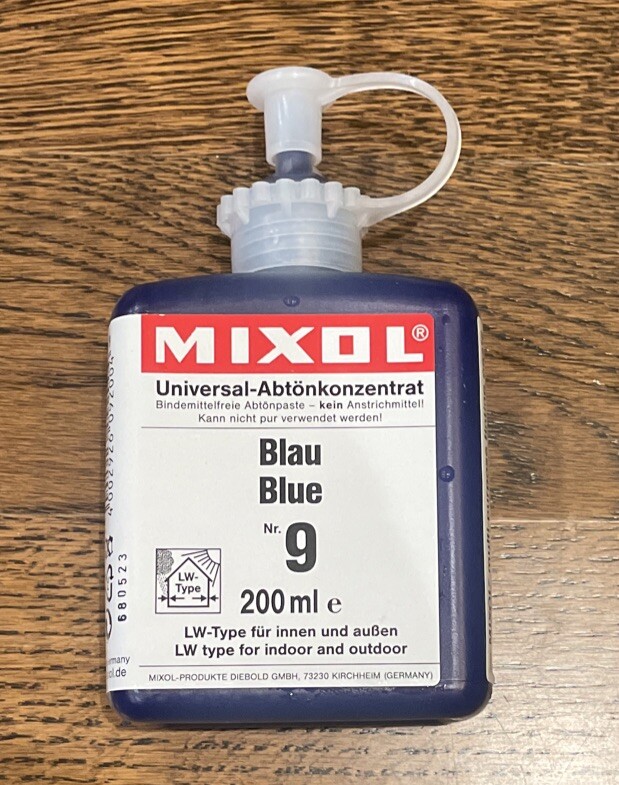 MIXOL®
Universal-Abtönkonzentrat
Bindemittelfreie Abtönpaste – kein Anstrichmittel!
Kann nicht pur verwendet werden!
Blau
Blue
Nr. 9
LW-
Type
200 ml e
LW-Type für innen und außen
LW type for indoor and outdoor
MIXOL-PRODUKTE DIEBOLD GMBH, 73230 KIRCHHEIM (GERMANY)
680523